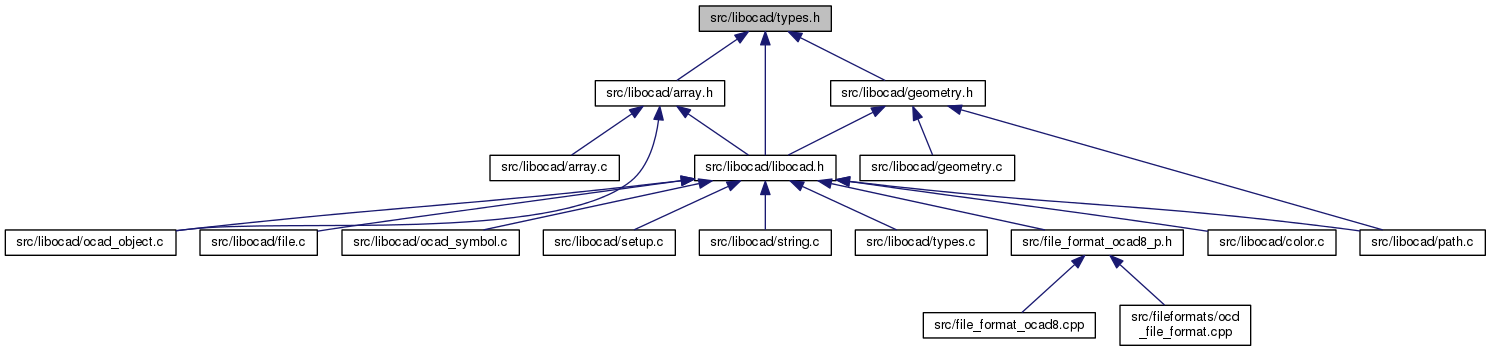 src/libocad/types.h
src/libocad/array.h
src/libocad/geometry.h
src/libocad/array.c
src/libocad/libocad.h
src/libocad/geometry.c
src/libocad/ocad_object.c
src/libocad/file.c
src/libocad/ocad_symbol.c
src/libocad/setup.c
src/libocad/string.c
src/libocad/types.c
src/file_format_ocad8_p.h
src/libocad/color.c
src/libocad/path.c
src/file_format_ocad8.cpp
src/fileformats/ocd
_file_format.cpp